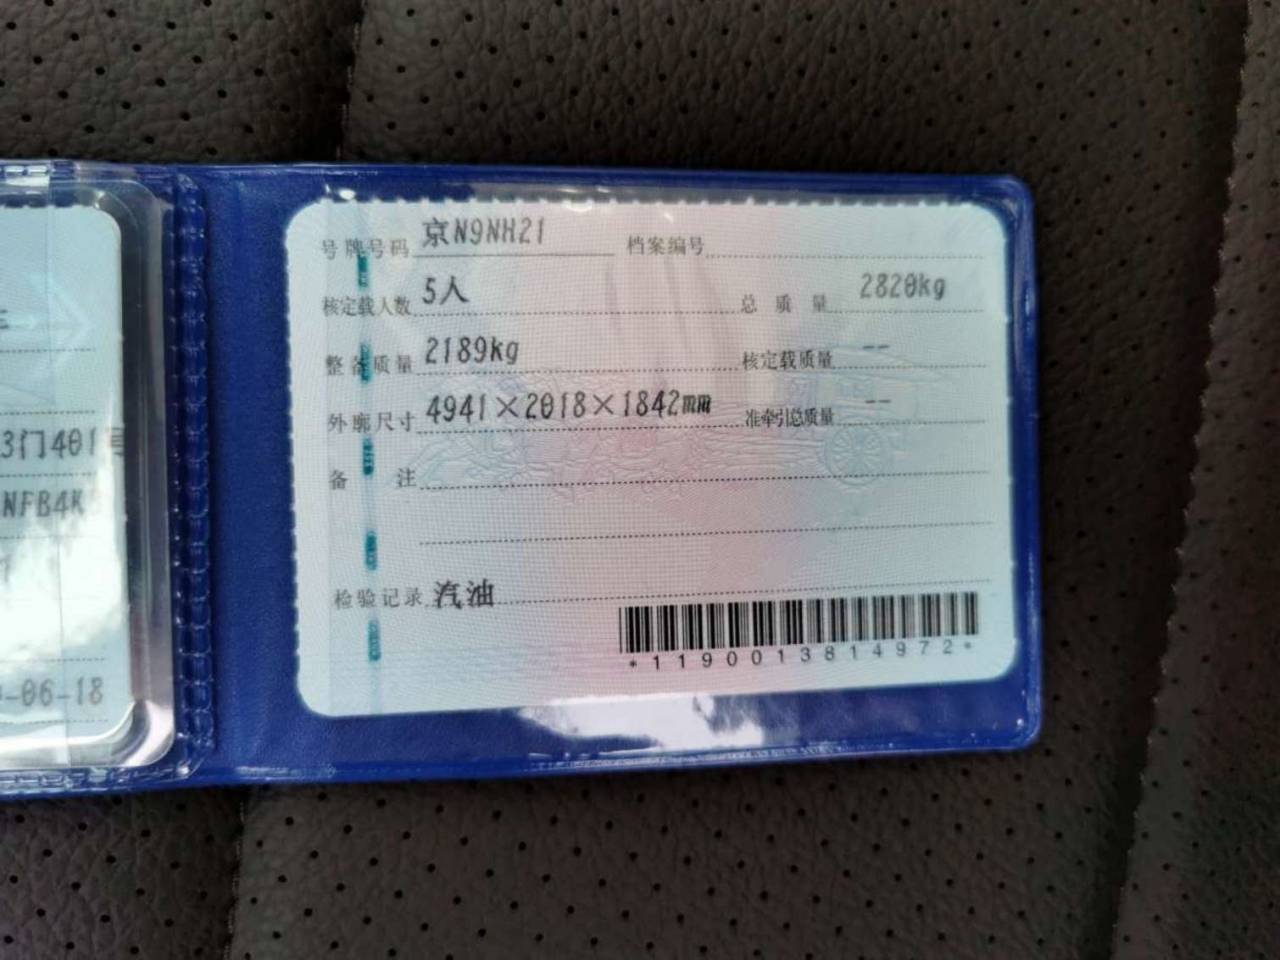 号牌号码 京N9NH21 档案编号
核定载人数 5人 总质量 2820kg
整备质量 2189kg 核定载质量 --
外廓尺寸 4941×2018×1842mm 准牵引总质量 --
备注
检验记录 汽油
*1190013814972*
3门401号
NFB4K
-06-18